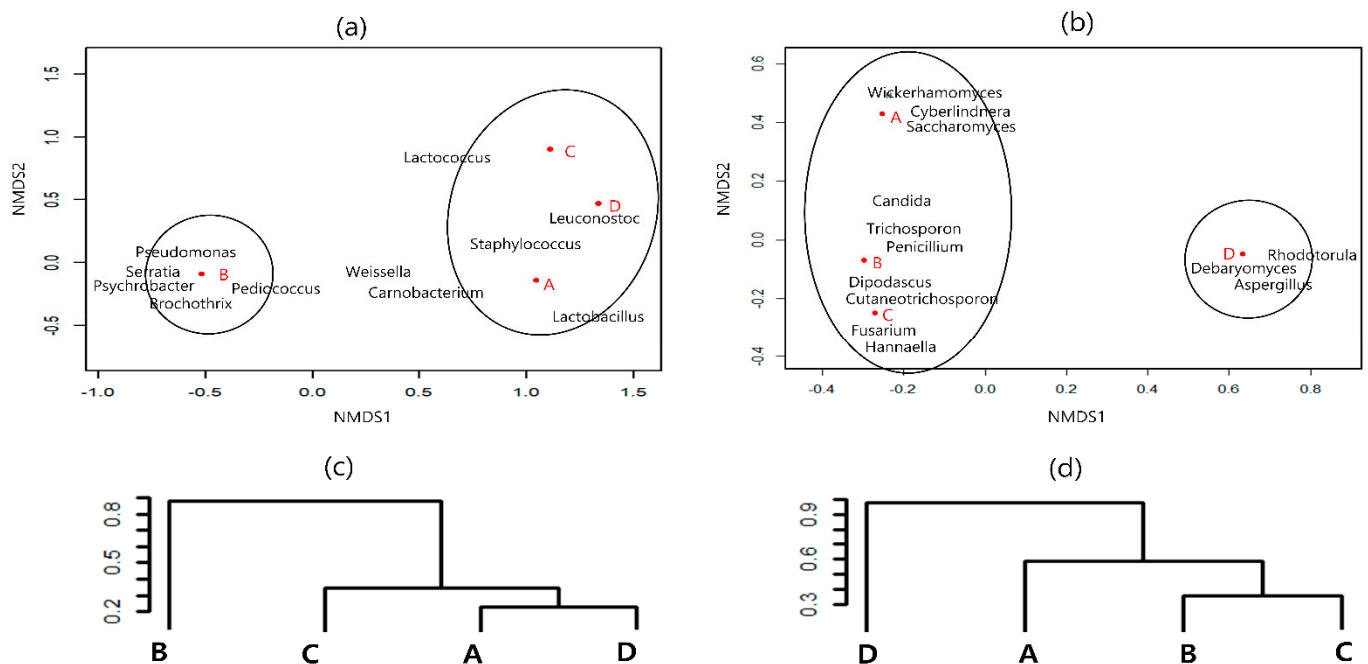 (a)
NMDS2
1.5
1.0
0.5
0.0
-0.5
Lactococcus
C
D
Leuconostoc
Staphylococcus
Pseudomonas
Serratia
B
Psychrobacter
Pediococcus
Brochothrix
Weissella
Carnobacterium
A
Lactobacillus
-1.0
-0.5
0.0
0.5
1.0
1.5
NMDS1
(b)
NMDS2
0.6
0.4
0.2
0.0
-0.2
-0.4
Wickerhamomyces
Cyberlindnera
A
Saccharomyces
Candida
Trichosporon
Penicillium
B
Dipodascus
Cutaneotrichosporon
C
Fusarium
Hannaella
D
Rhodotorula
Debaryomyces
Aspergillus
-0.4
-0.2
0.0
0.2
0.4
0.6
0.8
NMDS1
(c)
0.8
0.5
0.2
B
C
A
D
(d)
0.9
0.6
0.3
D
A
B
C